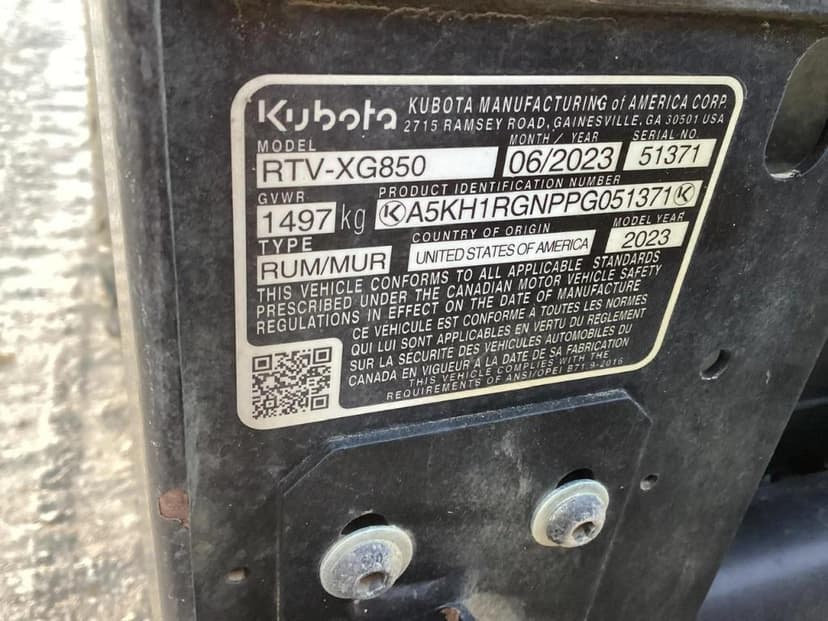 Kubota KUBOTA MANUFACTURING of AMERICA CORP.
2715 RAMSEY ROAD, GAINESVILLE, GA 30501 USA
MODEL MONTH / YEAR SERIAL NO.
RTV-XG850 06/2023 51371
GVWR PRODUCT IDENTIFICATION NUMBER
1497 kg K A5KH1RGNPPG051371 K
TYPE COUNTRY OF ORIGIN MODEL YEAR
RUM/MUR UNITED STATES OF AMERICA 2023
THIS VEHICLE CONFORMS TO ALL APPLICABLE STANDARDS
PRESCRIBED UNDER THE CANADIAN MOTOR VEHICLE SAFETY
REGULATIONS IN EFFECT ON THE DATE OF MANUFACTURE
CE VEHICULE EST CONFORME À TOUTES LES NORMES
QUI LUI SONT APPLICABLES EN VERTU DU RÈGLEMENT
SUR LA SECURITE DES VEHICULES AUTOMOBILES DU
CANADA EN VIGUEUR A LA DATE DE SA FABRICATION
THIS VEHICLE COMPLIES WITH THE
REQUIREMENTS OF ANSI/OPEI B71.9-2016